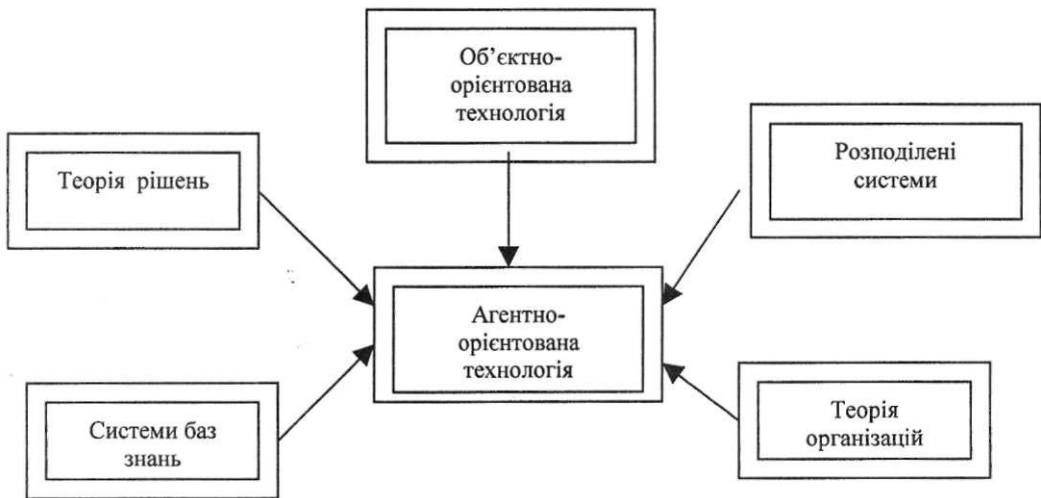 Об’єктно-
орієнтована
технологія
Теорія рішень
Розподілені
системи
Агентно-
орієнтована
технологія
Системи баз
знань
Теорія
організацій